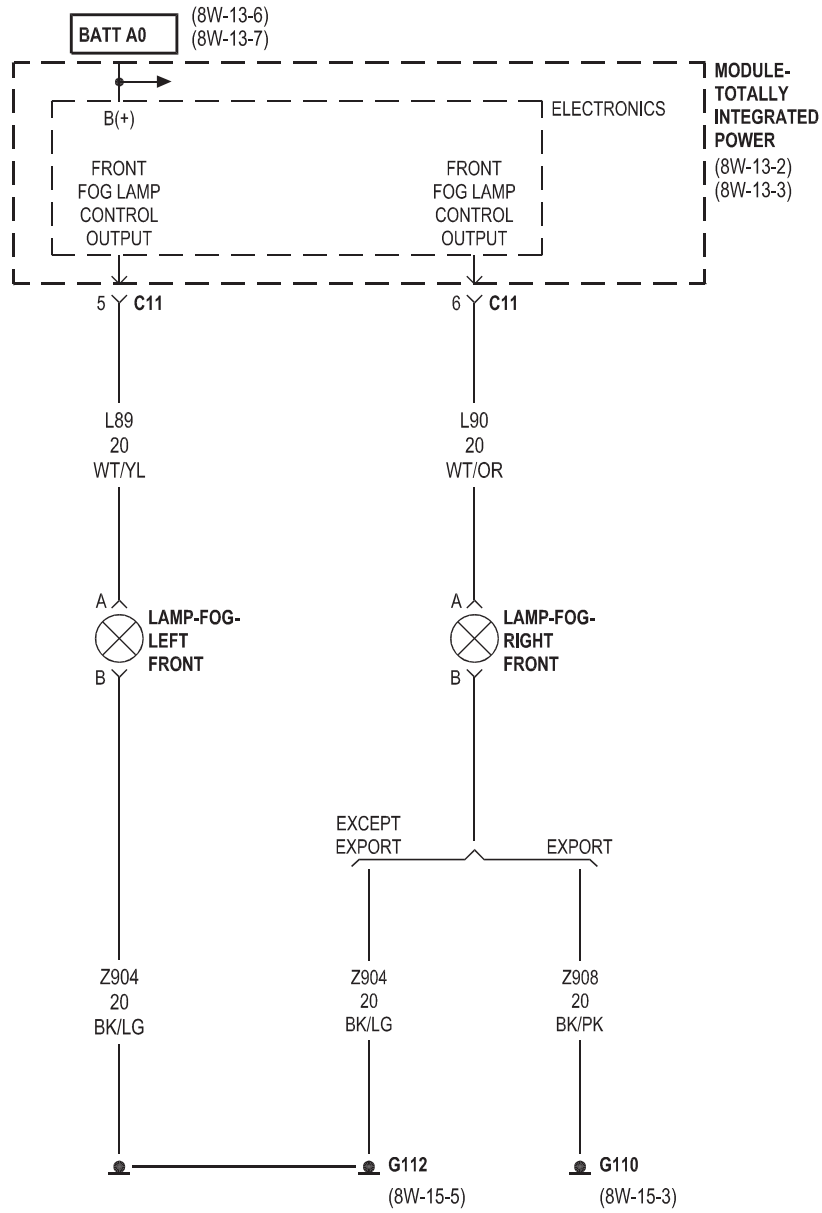 BATT A0
(8W-13-6)
(8W-13-7)
MODULE-
TOTALLY
INTEGRATED
POWER
(8W-13-2)
(8W-13-3)
ELECTRONICS
B(+)
FRONT
FOG LAMP
CONTROL
OUTPUT
FRONT
FOG LAMP
CONTROL
OUTPUT
5 C11
6 C11
L89
20
WT/YL
L90
20
WT/OR
A
LAMP-FOG-
LEFT
FRONT
B
A
LAMP-FOG-
RIGHT
FRONT
B
EXCEPT
EXPORT
EXPORT
Z904
20
BK/LG
Z904
20
BK/LG
Z908
20
BK/PK
G112
(8W-15-5)
G110
(8W-15-3)